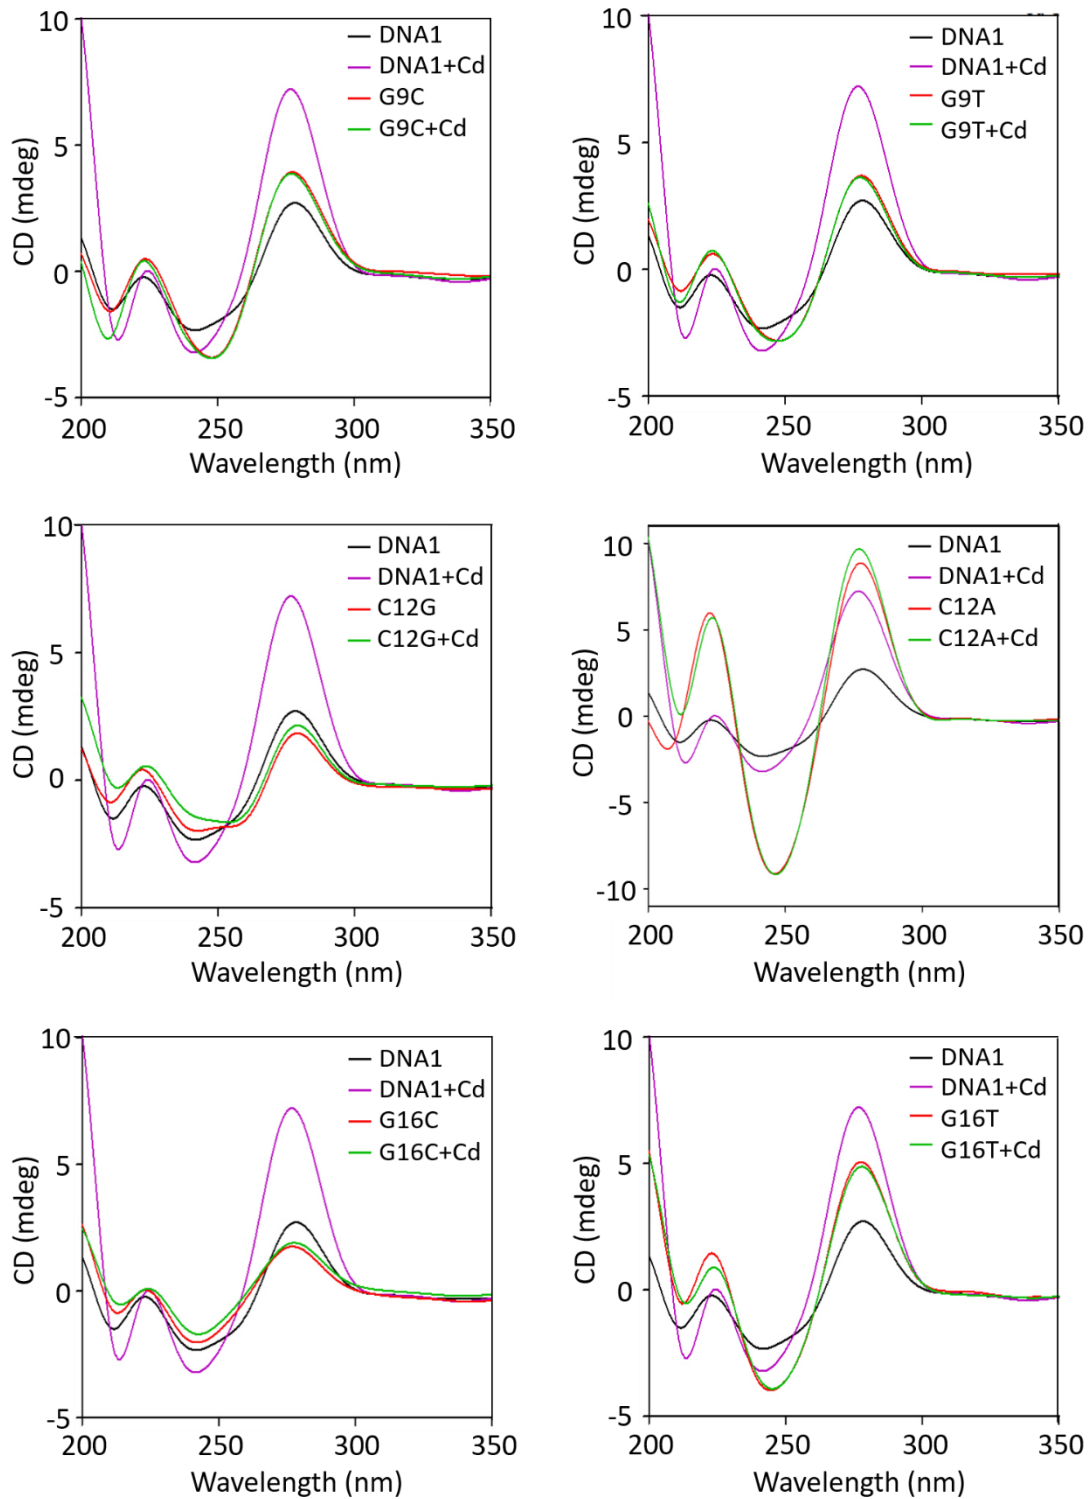 10
5
0
-5
CD (mdeg)
DNA1
DNA1+Cd
G9C
G9C+Cd
200
250
300
350
Wavelength (nm)
10
5
0
-5
CD (mdeg)
DNA1
DNA1+Cd
G9T
G9T+Cd
200
250
300
350
Wavelength (nm)
10
5
0
-5
CD (mdeg)
DNA1
DNA1+Cd
C12G
C12G+Cd
200
250
300
350
Wavelength (nm)
10
5
0
-5
-10
CD (mdeg)
DNA1
DNA1+Cd
C12A
C12A+Cd
200
250
300
350
Wavelength (nm)
10
5
0
-5
CD (mdeg)
DNA1
DNA1+Cd
G16C
G16C+Cd
200
250
300
350
Wavelength (nm)
10
5
0
-5
CD (mdeg)
DNA1
DNA1+Cd
G16T
G16T+Cd
200
250
300
350
Wavelength (nm)